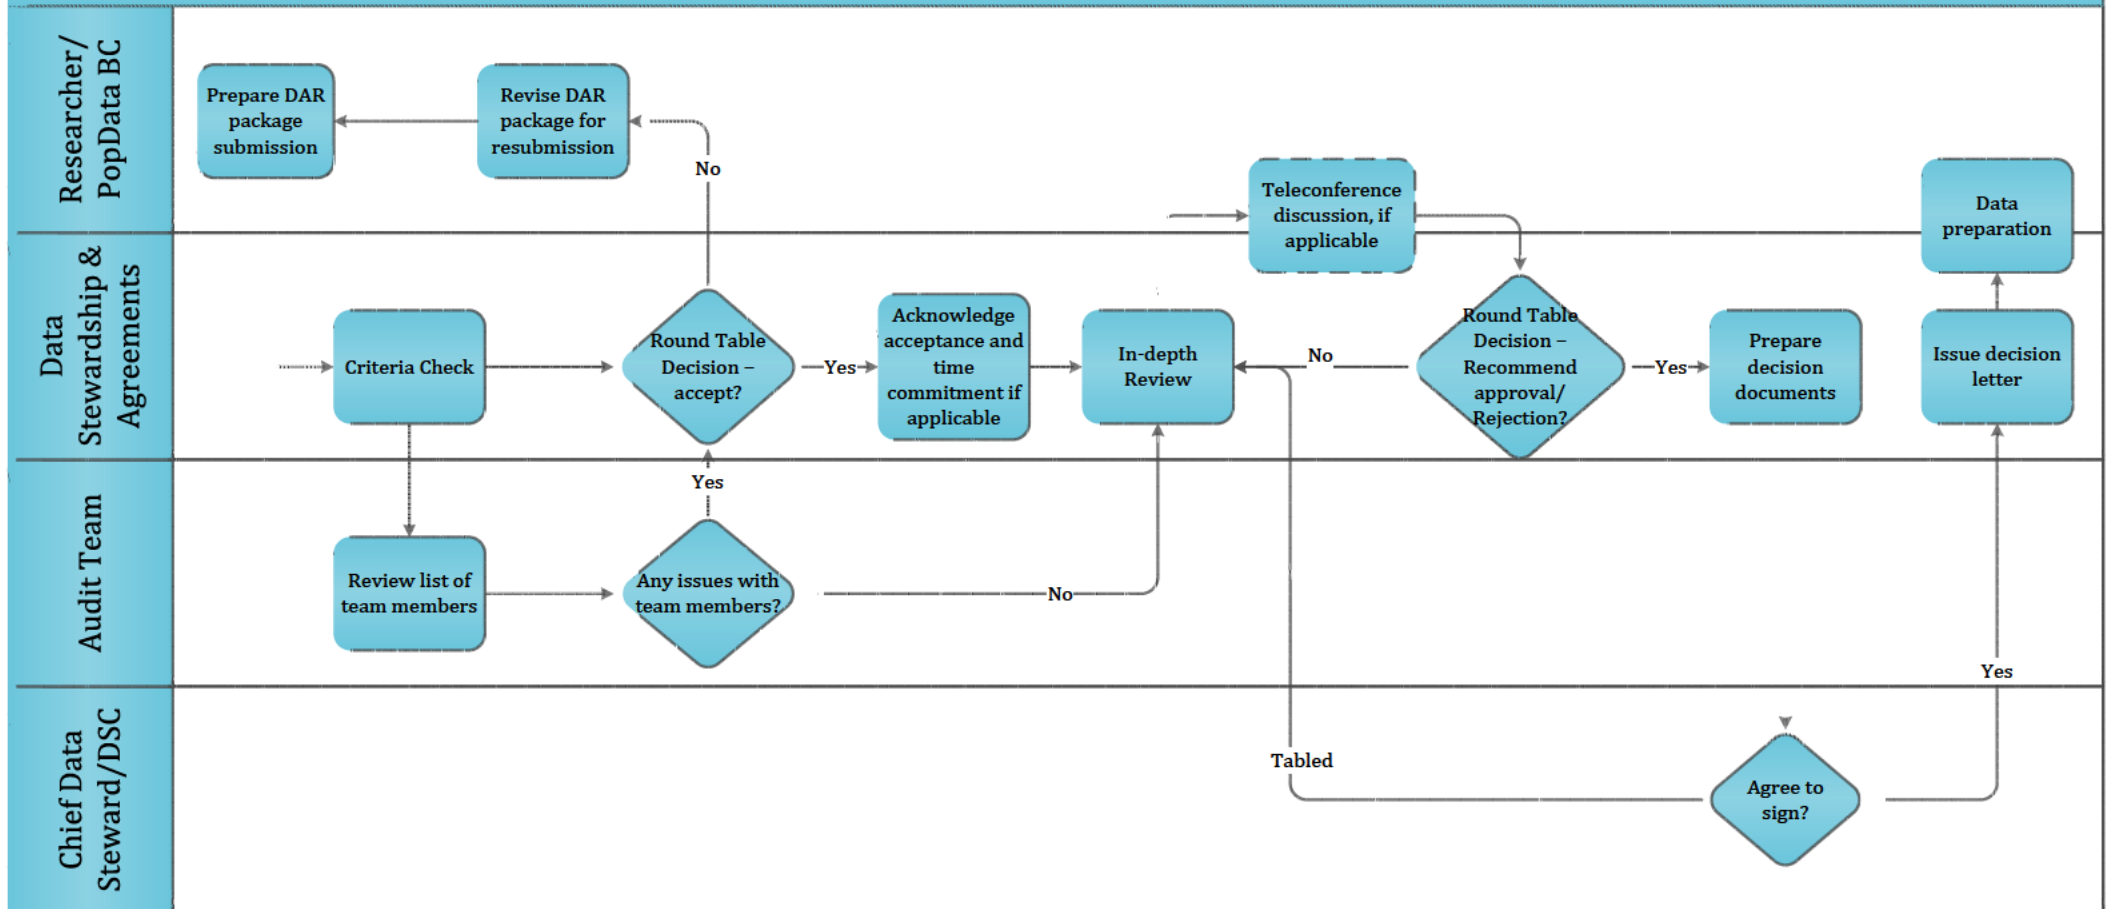 Researcher/
PopData BC
Prepare DAR
package
submission
Revise DAR
package for
resubmission
No
Teleconference
discussion, if
applicable
Data
preparation
Data
Stewardship &
Agreements
Criteria Check
Round Table
Decision –
accept?
Yes
Acknowledge
acceptance and
time
commitment if
applicable
In-depth
Review
No
Round Table
Decision –
Recommend
approval/
Rejection?
Yes
Prepare
decision
documents
Issue decision
letter
Audit Team
Review list of
team members
Yes
Any issues with
team members?
No
Yes
Chief Data
Steward/DSC
Tabled
Agree to
sign?